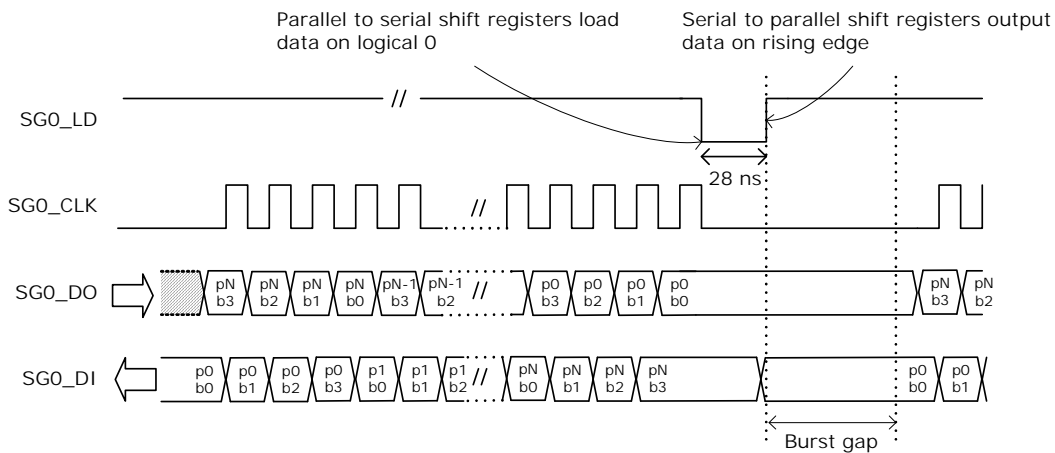 Parallel to serial shift registers load
data on logical 0
Serial to parallel shift registers output
data on rising edge
//
SG0_LD
28 ns
SG0_CLK
//
SG0_DO
pN b3 pN b2 pN b1 pN b0 pN-1 b3 pN-1 b2 // p0 b3 p0 b2 p0 b1 p0 b0 pN b3 pN b2
SG0_DI
p0 b0 p0 b1 p0 b2 p0 b3 p1 b0 p1 b1 p1 b2 // pN b0 pN b1 pN b2 pN b3 p0 b0 p0 b1
Burst gap